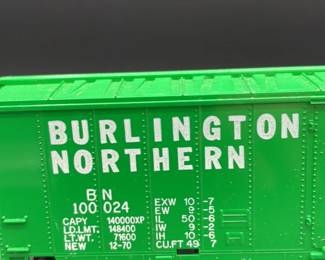 BURLINGTON
NORTHERN
BN
100 024
CAPY 140000XP
LD.LMT. 148400
LT.WT. 71600
NEW 12-70
EXW 10-7
EW 9-5
IL 50-6
IW 9-2
IH 10-6
CU.FT 49 7